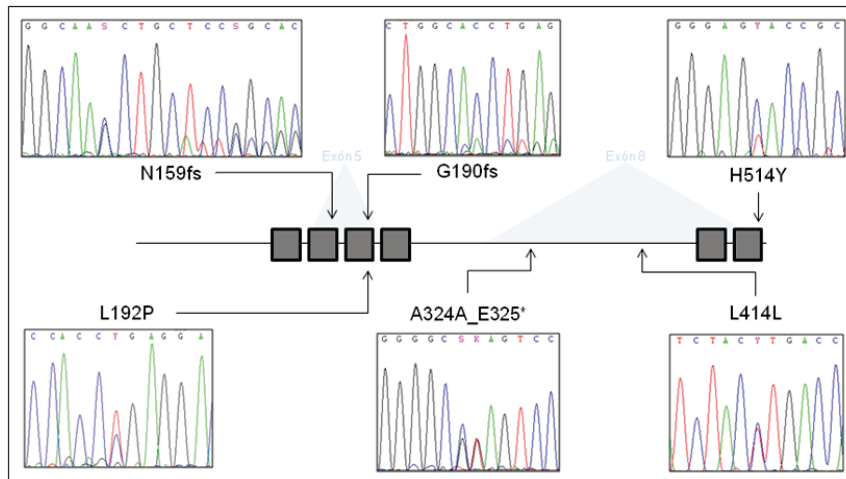 G G C A A S C T G C T C C S G C A C
C T G G C A C C T G A G
G G G A G Y A C C G C
Exón 5
Exón 8
N159fs
G190fs
H514Y
L192P
A324A_E325*
L414L
C C A C C Y G A G G A
G G G G C S K A G T C C
T C T A C Y T G A C C